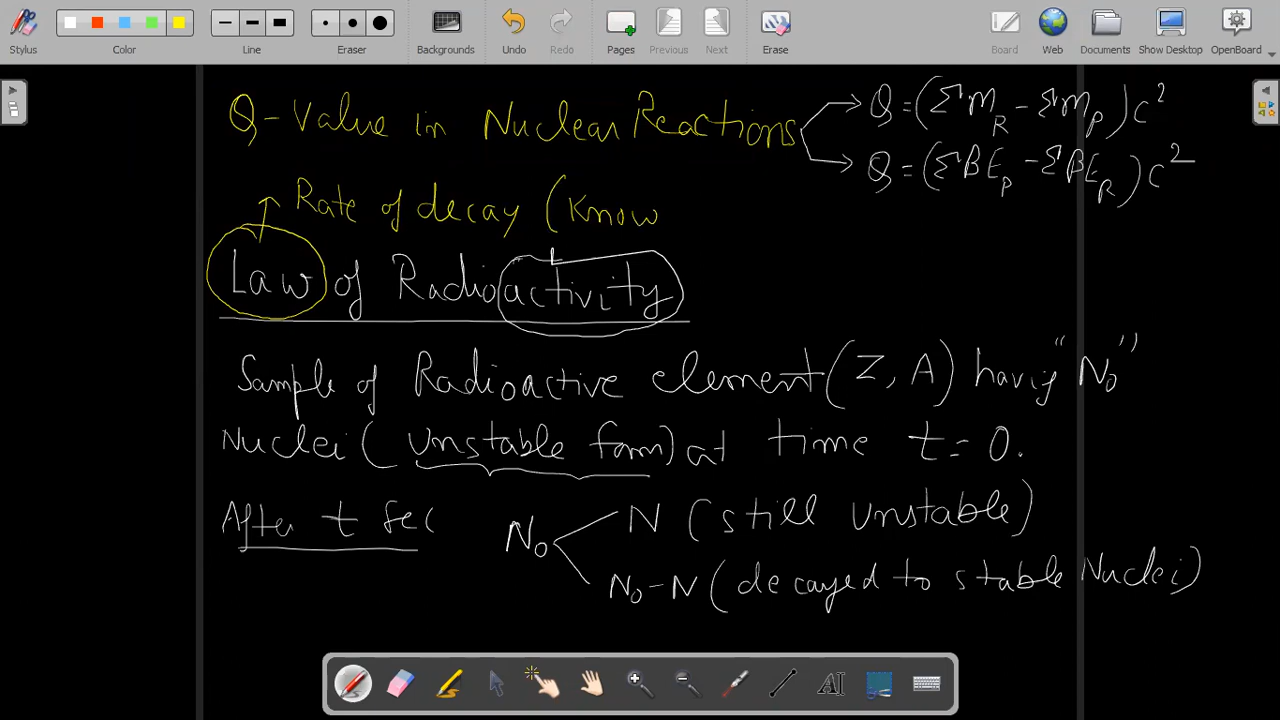 Stylus Color Line Eraser Backgrounds Undo Redo Pages Previous Next Erase Board Web Documents Show Desktop OpenBoard
Q-Value in Nuclear Reactions
Q = (ΣM_R - ΣM_P) c²
Q = (ΣBE_P - ΣBE_R) c²
Rate of decay (Know
Law of Radioactivity
Sample of Radioactive element (Z, A) having "N₀"
Nuclei (unstable form) at time t = 0.
After t Sec
N₀
N (still unstable)
N₀-N (decayed to stable Nuclei)